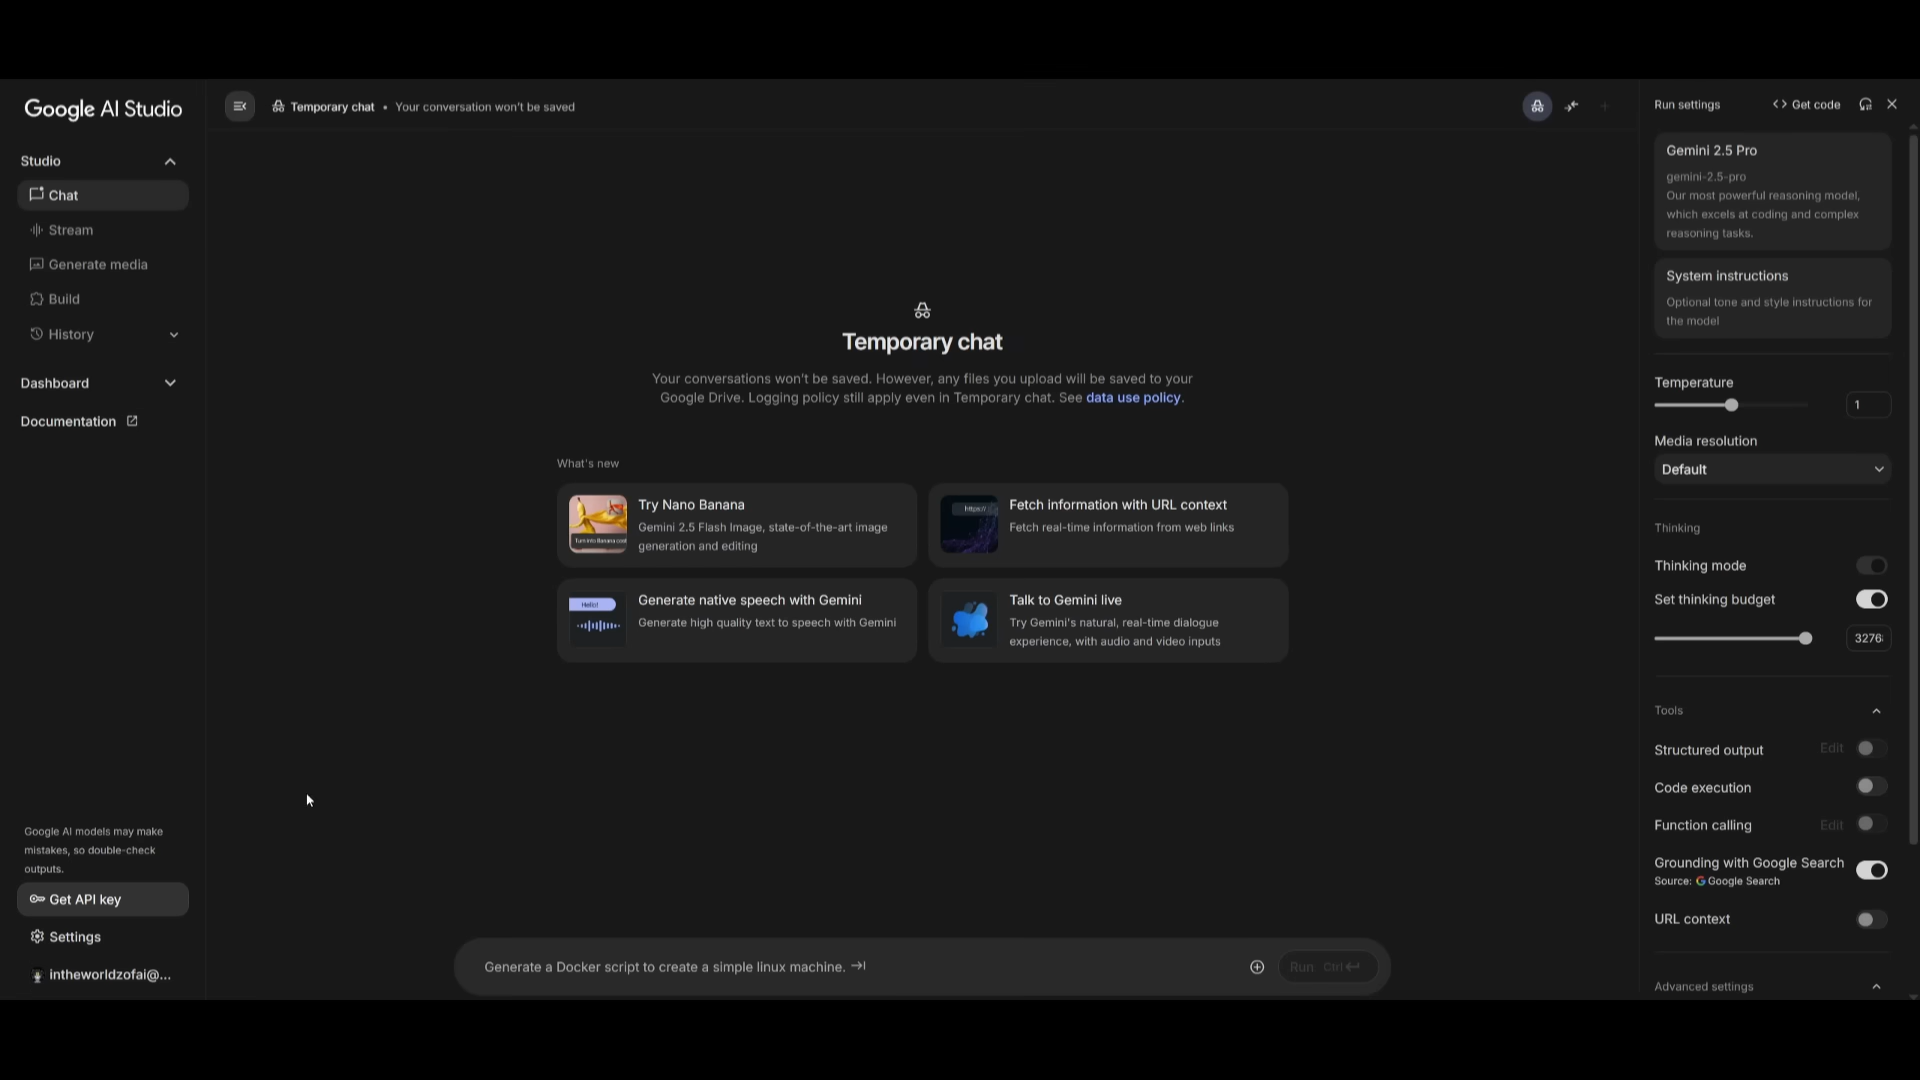 Google AI Studio
Studio
Chat
Stream
Generate media
Build
History
Dashboard
Documentation
Google AI models may make
mistakes, so double-check
outputs.
Get API key
Settings
intheworldzofai@...
Temporary chat • Your conversation won't be saved
Temporary chat
Your conversations won't be saved. However, any files you upload will be saved to your
Google Drive. Logging policy still apply even in Temporary chat. See data use policy.
What's new
Try Nano Banana
Gemini 2.5 Flash Image, state-of-the-art image
generation and editing
Turn into Banana cost
Fetch information with URL context
Fetch real-time information from web links
https://
Generate native speech with Gemini
Generate high quality text to speech with Gemini
Hello!
Talk to Gemini live
Try Gemini's natural, real-time dialogue
experience, with audio and video inputs
Generate a Docker script to create a simple linux machine.
Run Ctrl
Run settings
<> Get code
Gemini 2.5 Pro
gemini-2.5-pro
Our most powerful reasoning model,
which excels at coding and complex
reasoning tasks.
System instructions
Optional tone and style instructions for
the model
Temperature
1
Media resolution
Default
Thinking
Thinking mode
Set thinking budget
3276
Tools
Structured output Edit
Code execution
Function calling Edit
Grounding with Google Search
Source: Google Search
URL context
Advanced settings